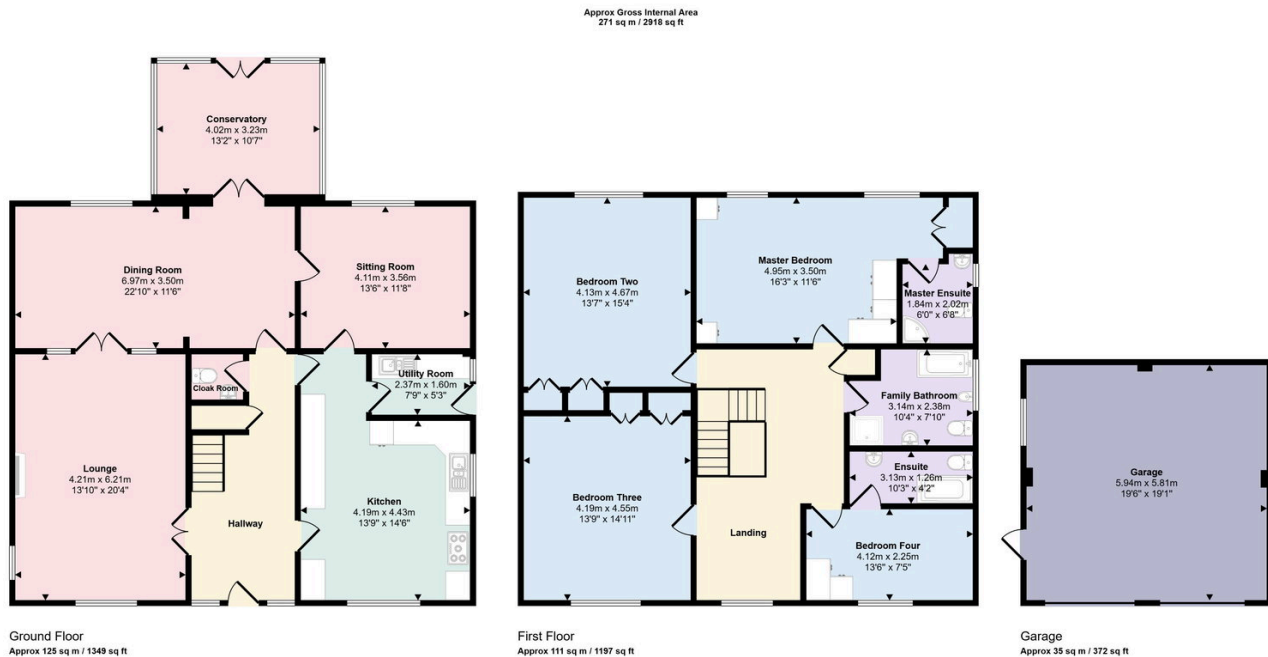 Approx Gross Internal Area
271 sq m / 2918 sq ft
Conservatory
4.02m x 3.23m
13'2" x 10'7"
Dining Room
6.97m x 3.50m
22'10" x 11'6"
Sitting Room
4.11m x 3.56m
13'6" x 11'8"
Cloak Room
Utility Room
2.37m x 1.60m
7'9" x 5'3"
Lounge
4.21m x 6.21m
13'10" x 20'4"
Hallway
Kitchen
4.19m x 4.43m
13'9" x 14'6"
Ground Floor
Approx 125 sq m / 1349 sq ft
Bedroom Two
4.13m x 4.67m
13'7" x 15'4"
Master Bedroom
4.95m x 3.50m
16'3" x 11'6"
Master Ensuite
1.84m x 2.02m
6'0" x 6'8"
Family Bathroom
3.14m x 2.38m
10'4" x 7'10"
Ensuite
3.13m x 1.26m
10'3" x 4'2"
Bedroom Three
4.19m x 4.55m
13'9" x 14'11"
Landing
Bedroom Four
4.12m x 2.25m
13'6" x 7'5"
First Floor
Approx 111 sq m / 1197 sq ft
Garage
5.94m x 5.81m
19'6" x 19'1"
Garage
Approx 35 sq m / 372 sq ft